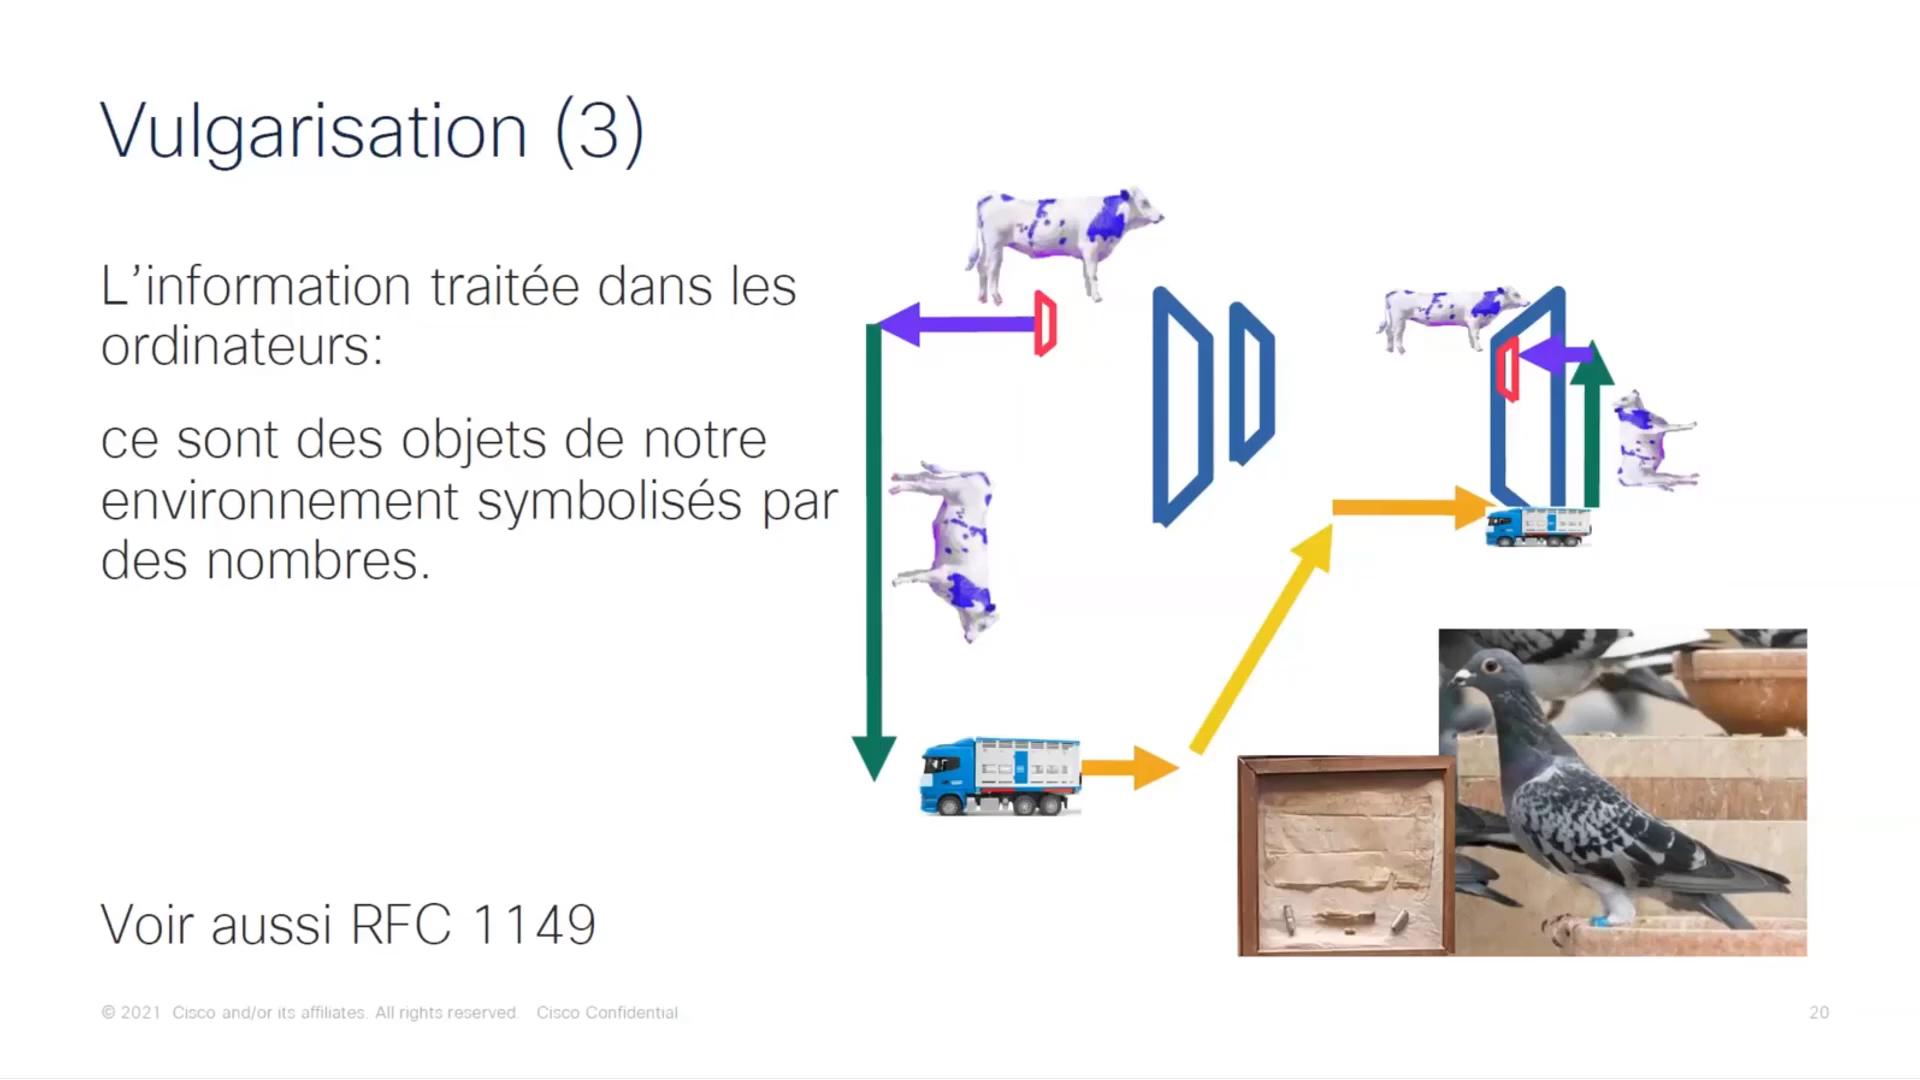 Vulgarisation (3)
L’information traitée dans les
ordinateurs:
ce sont des objets de notre
environnement symbolisés par
des nombres.
Voir aussi RFC 1149
© 2021 Cisco and/or its affiliates. All rights reserved. Cisco Confidential
20